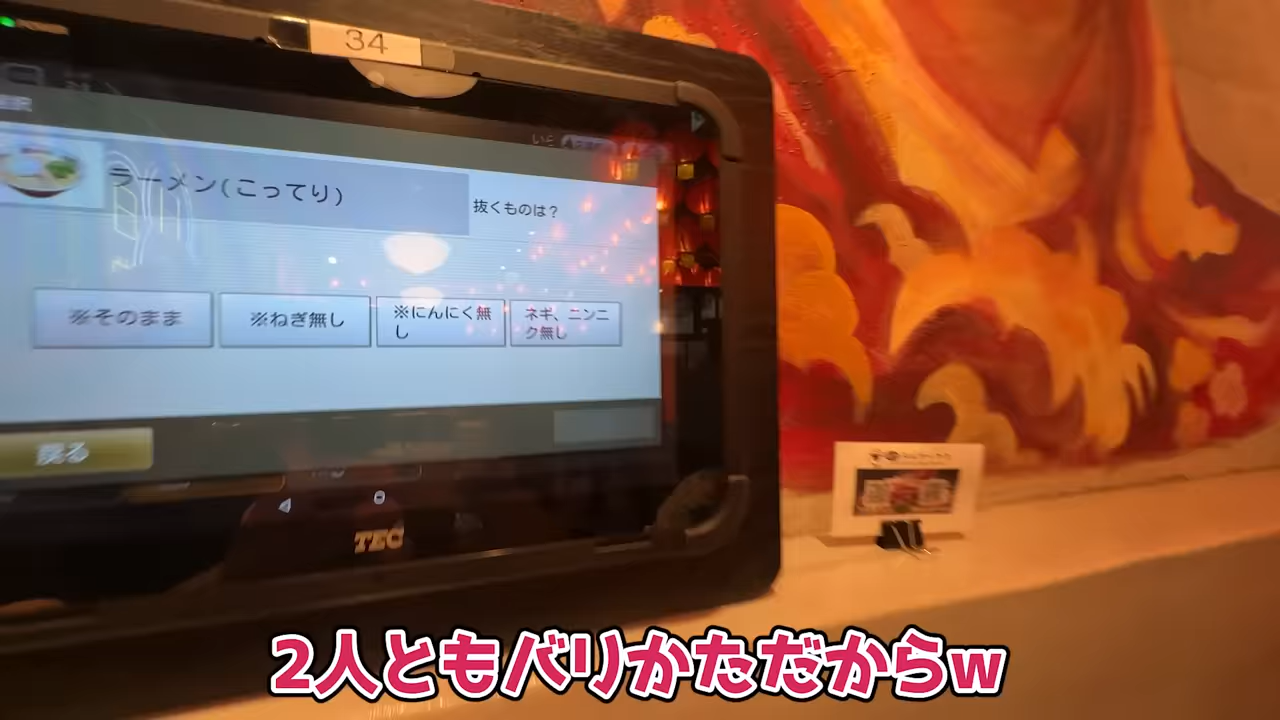 34
ラーメン(こってり)
抜くものは？
※そのまま
※ねぎ無し
※にんにく無
し
ネギ、ニンニ
ク無し
戻る
TEC
2人ともバリかただからw